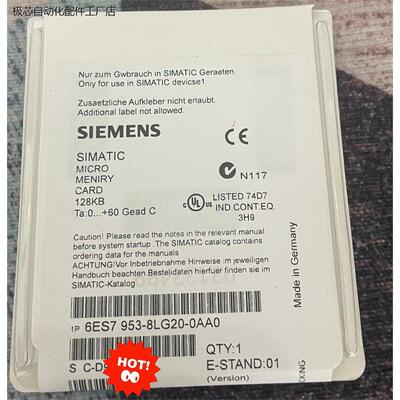 极芯自动化配件工厂店
Nur zum Gwbrauch in SIMATIC Geraeten.
Only for use in SIMATIC devicse1
Zusaetzliche Aufkleber nicht erlaubt.
Additional label not allowed.
SIEMENS
CE
SIMATIC
MICRO
MENIRY
CARD
128KB
Ta:0...+60 Gead C
N117
UL
LISTED 74D7
IND.CONT.EQ.
3H9
Caution! Please observe the notes in the relevant manual
before system startup.The SIMATIC catalog contains
ordering data for the manuals
ACHTUNG!Vor Inbetriebnahme Hinweise im jeweiligen
Handbuch beachten Bestelidaten hierfuer finden sie im
SIMATIC-Katalog
Made in Germany
1P 6ES7 953-8LG20-0AA0
S C-D
HOT!
QTY:1
E-STAND:01
(Version)